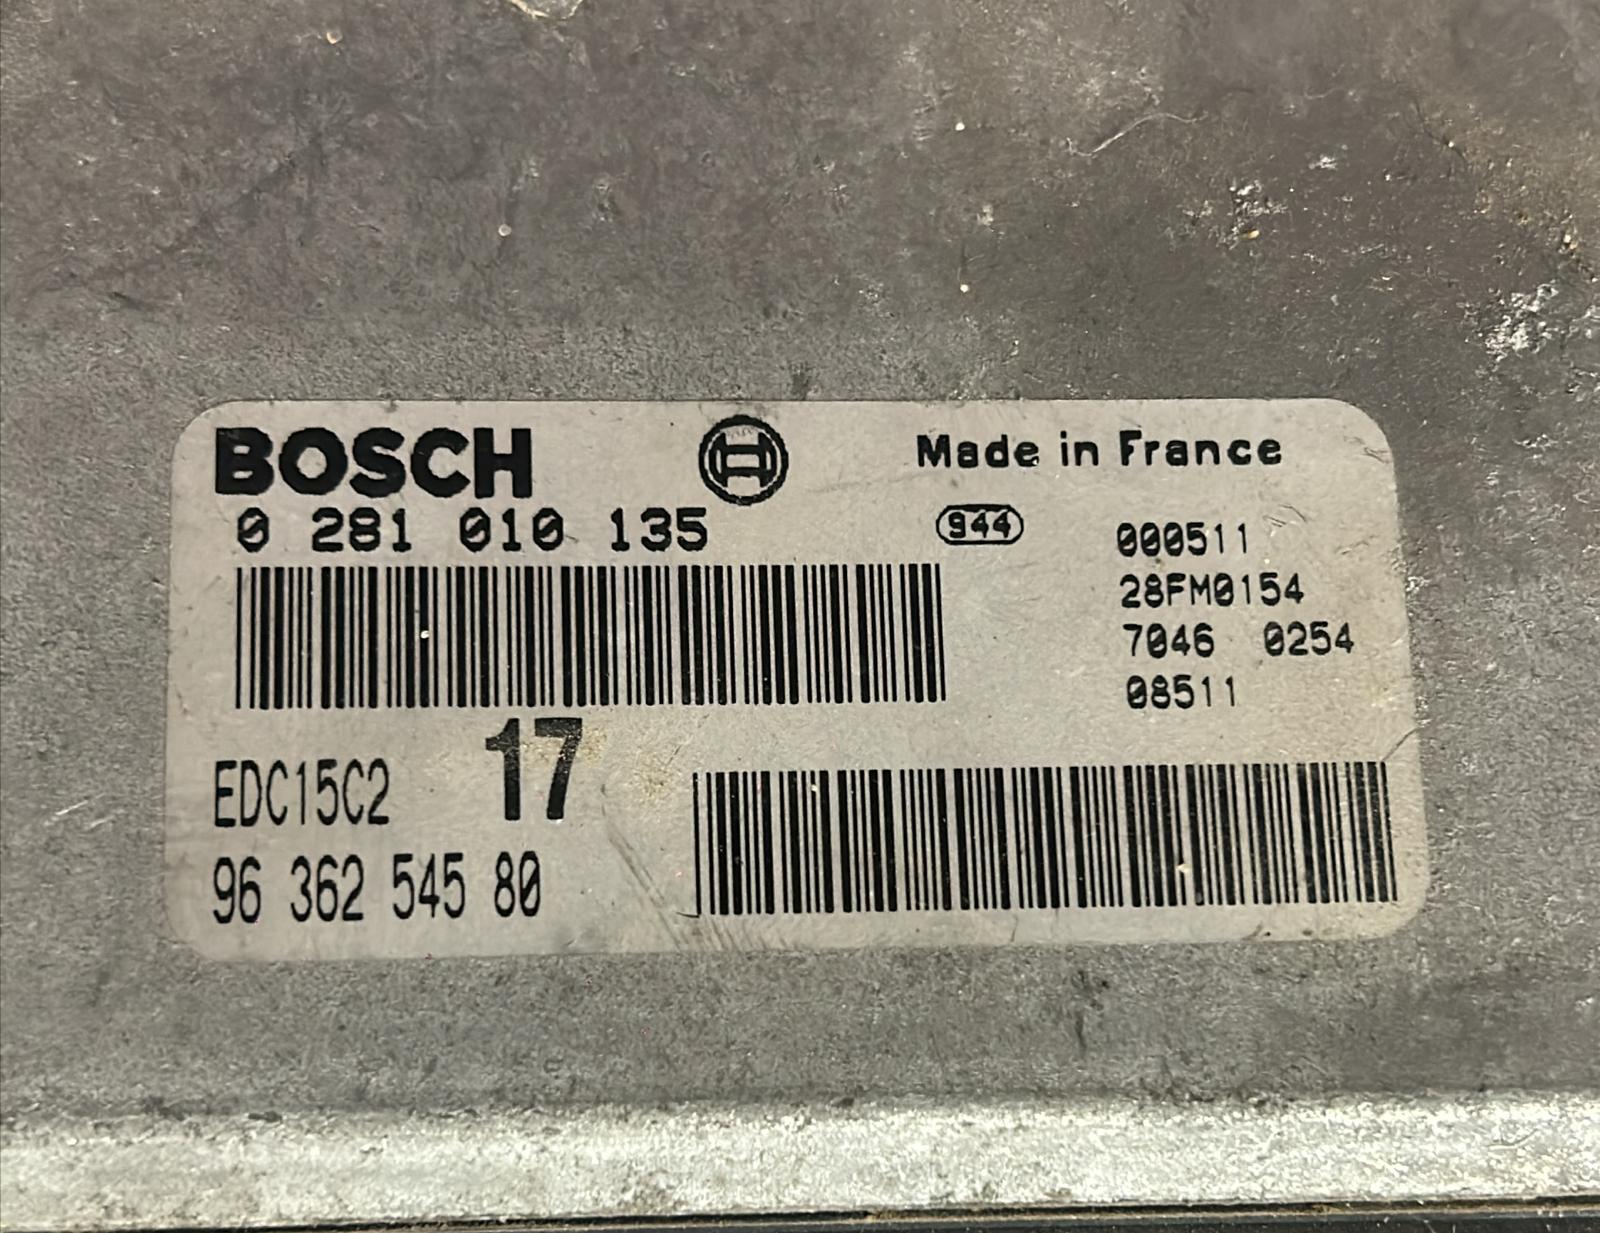 BOSCH Made in France
0 281 010 135 944 000511
28FM0154
7046 0254
08511
EDC15C2 17
96 362 545 80